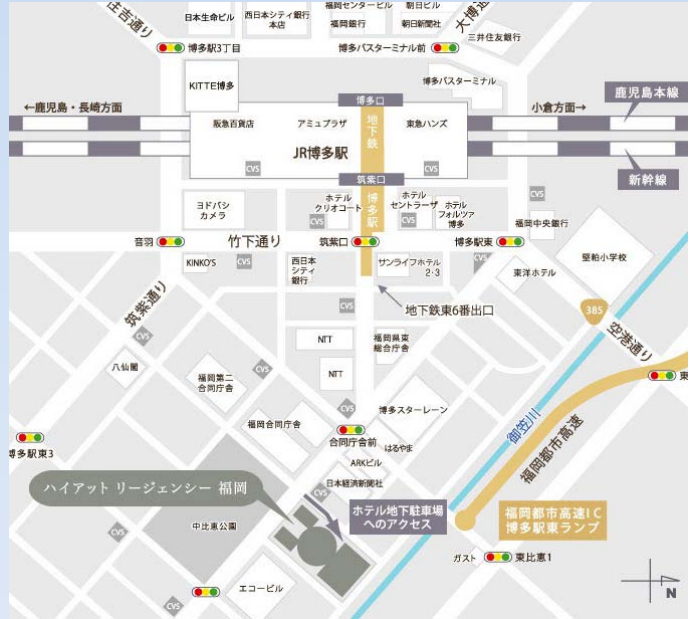 住吉通り
日本生命ビル
西日本シティ銀行
本店
福岡センタービル
福岡銀行
朝日ビル
朝日新聞社
大博通
三井住友銀行
博多駅3丁目
博多バスターミナル前
KITTE博多
博多バスターミナル
博多口
←鹿児島・長崎方面
小倉方面→
鹿児島本線
阪急百貨店
アミュプラザ
地下鉄
東急ハンズ
JR博多駅
CVS
CVS
新幹線
筑紫口
CVS
ヨドバシ
カメラ
ホテル
クリオコート
CVS
博多駅
ホテル
セントラーザ
CVS
ホテル
フォルツァ
博多
福岡中央銀行
音羽
竹下通り
筑紫口
博多駅東
堅粕小学校
KINKO'S
CVS
西日本
シティ
銀行
サンライフホテル
2・3
CVS
東洋ホテル
筑紫通り
CVS
地下鉄東6番出口
385
空港通り
CVS
NTT
福岡県東
総合庁舎
八仙閣
CVS
福岡第二
合同庁舎
NTT
東
CVS
博多スターレーン
御笠川
福岡都市高速
福岡合同庁舎
合同庁舎前
はるやま
博多駅東3
ARKビル
日本経済新聞社
ハイアット リージェンシー 福岡
CVS
ホテル地下駐車場
へのアクセス
福岡都市高速IC
博多駅東ランプ
中比恵公園
CVS
ガスト
東比恵1
エコービル
CVS
N